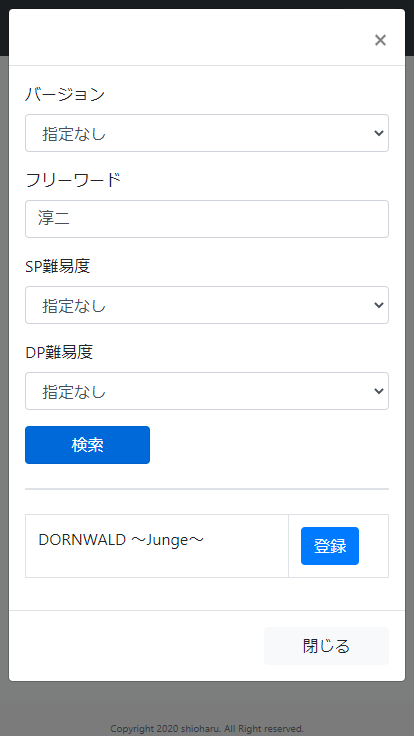 ×
バージョン
指定なし
フリーワード
淳二
SP難易度
指定なし
DP難易度
指定なし
検索
DORNWALD ～Junge～
登録
閉じる
Copyright 2020 shioharu. All Right reserved.